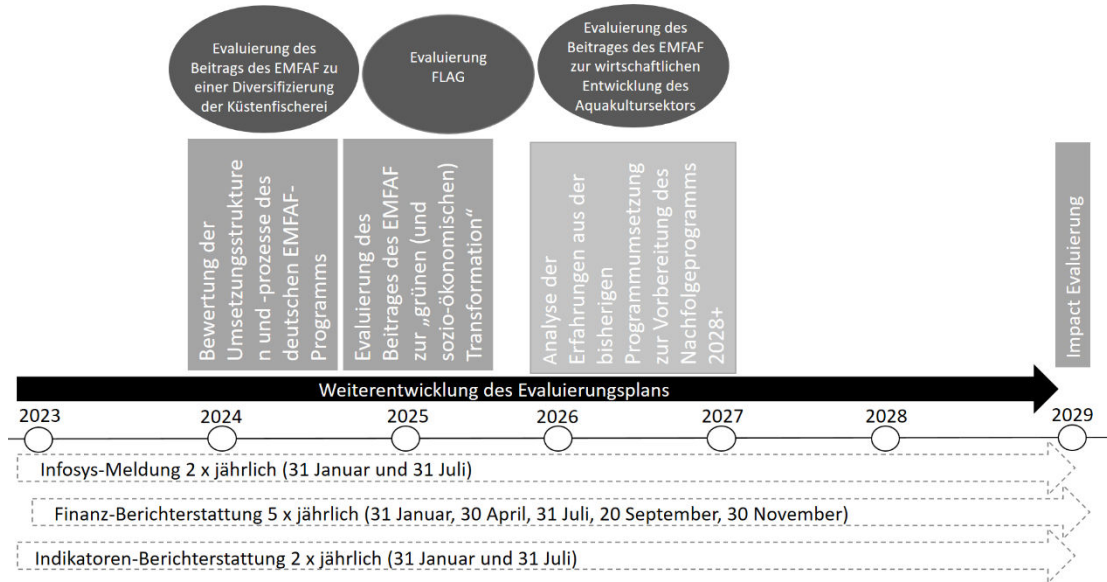 Evaluierung des
Beitrags des EMFAF zu
einer Diversifizierung
der Küstenfischerei
Evaluierung
FLAG
Evaluierung des
Beitrages des EMFAF
zur wirtschaftlichen
Entwicklung des
Aquakultursektors
Bewertung der
Umsetzungsstrukture
n und -prozesse des
deutschen EMFAF-
Programms
Evaluierung des
Beitrages des EMFAF
zur „grünen (und
sozio-ökonomischen)
Transformation“
Analyse der
Erfahrungen aus der
bisherigen
Programmumsetzung
zur Vorbereitung des
Nachfolgeprogramms
2028+
Impact Evaluierung
Weiterentwicklung des Evaluierungsplans
2023 2024 2025 2026 2027 2028 2029
Infosys-Meldung 2 x jährlich (31 Januar und 31 Juli)
Finanz-Berichterstattung 5 x jährlich (31 Januar, 30 April, 31 Juli, 20 September, 30 November)
Indikatoren-Berichterstattung 2 x jährlich (31 Januar und 31 Juli)